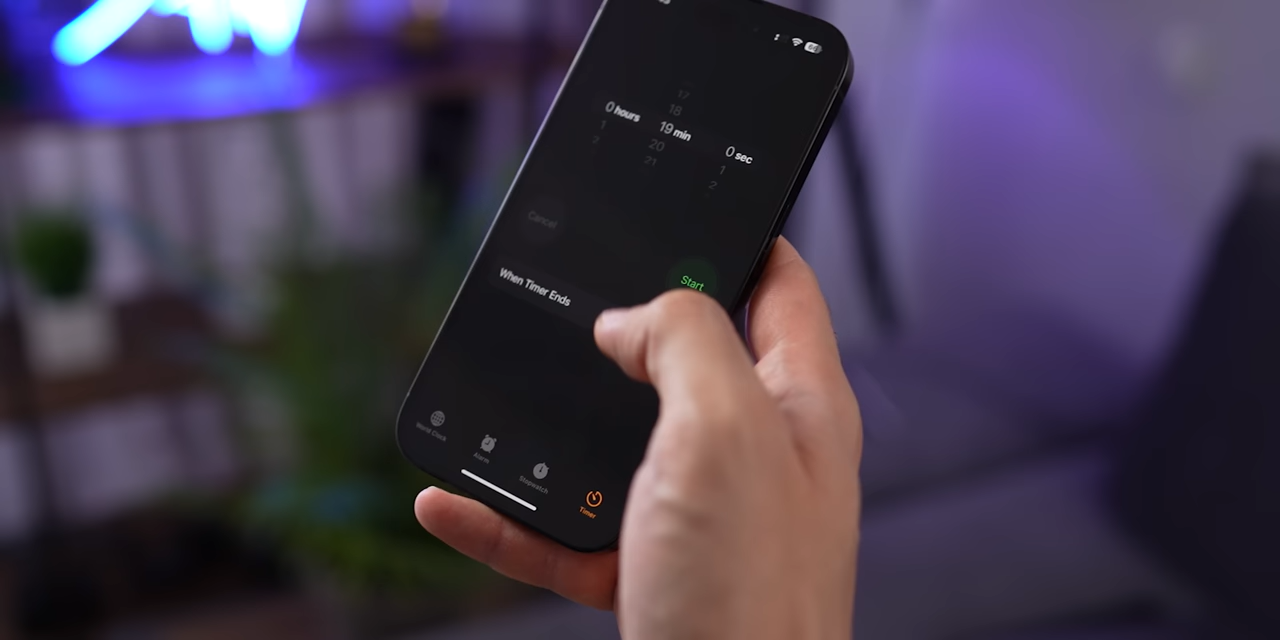 17
18
0 hours 19 min 0 sec
1 20 1
2 21 2
Cancel
Start
When Timer Ends
World Clock
Alarm
Stopwatch
Timer